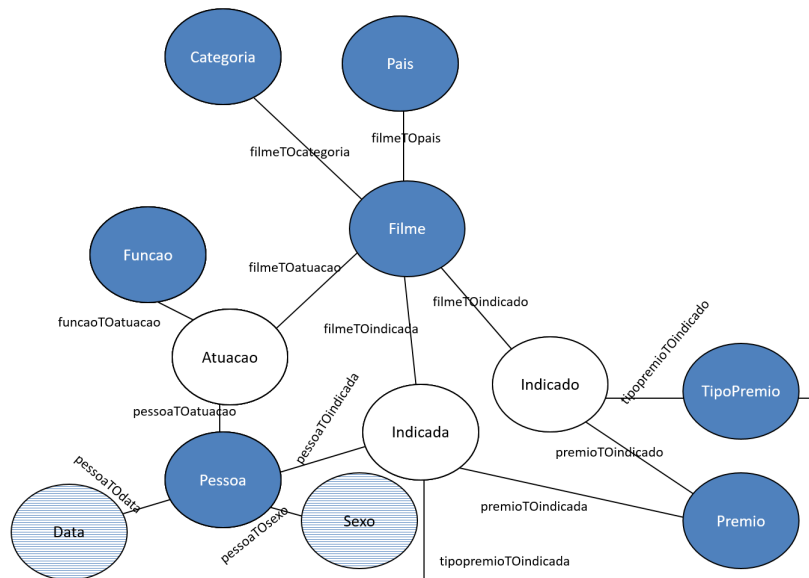 Categoria
Pais
filmeTOcategoria
filmeTOpais
Filme
Funcao
filmeTOatuacao
filmeTOindicado
funcaoTOatuacao
filmeTOindicada
tipopremioTOindicado
Atuacao
Indicado
TipoPremio
pessoaTOatuacao
pessoaTOindicada
Indicada
premioTOindicado
Pessoa
pessoaTOdata
pessoaTOsexo
premioTOindicada
Data
Sexo
Premio
tipopremioTOindicada